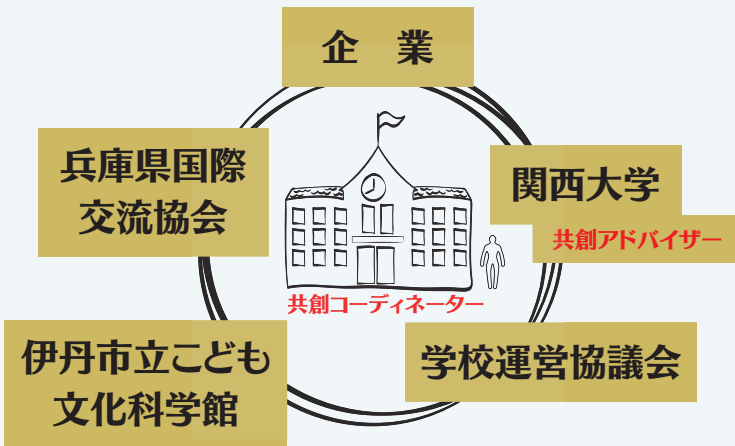 企　業
兵庫県国際
交流協会
関西大学
共創アドバイザー
共創コーディネーター
伊丹市立こども
文化科学館
学校運営協議会